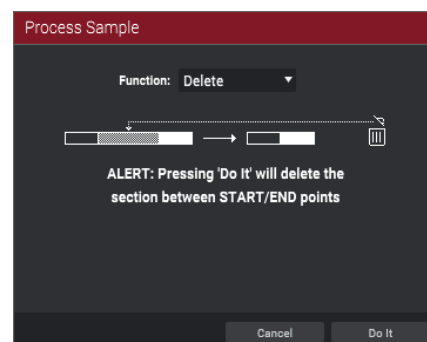 Process Sample
Function: Delete
ALERT: Pressing 'Do It' will delete the
section between START/END points
Cancel Do It